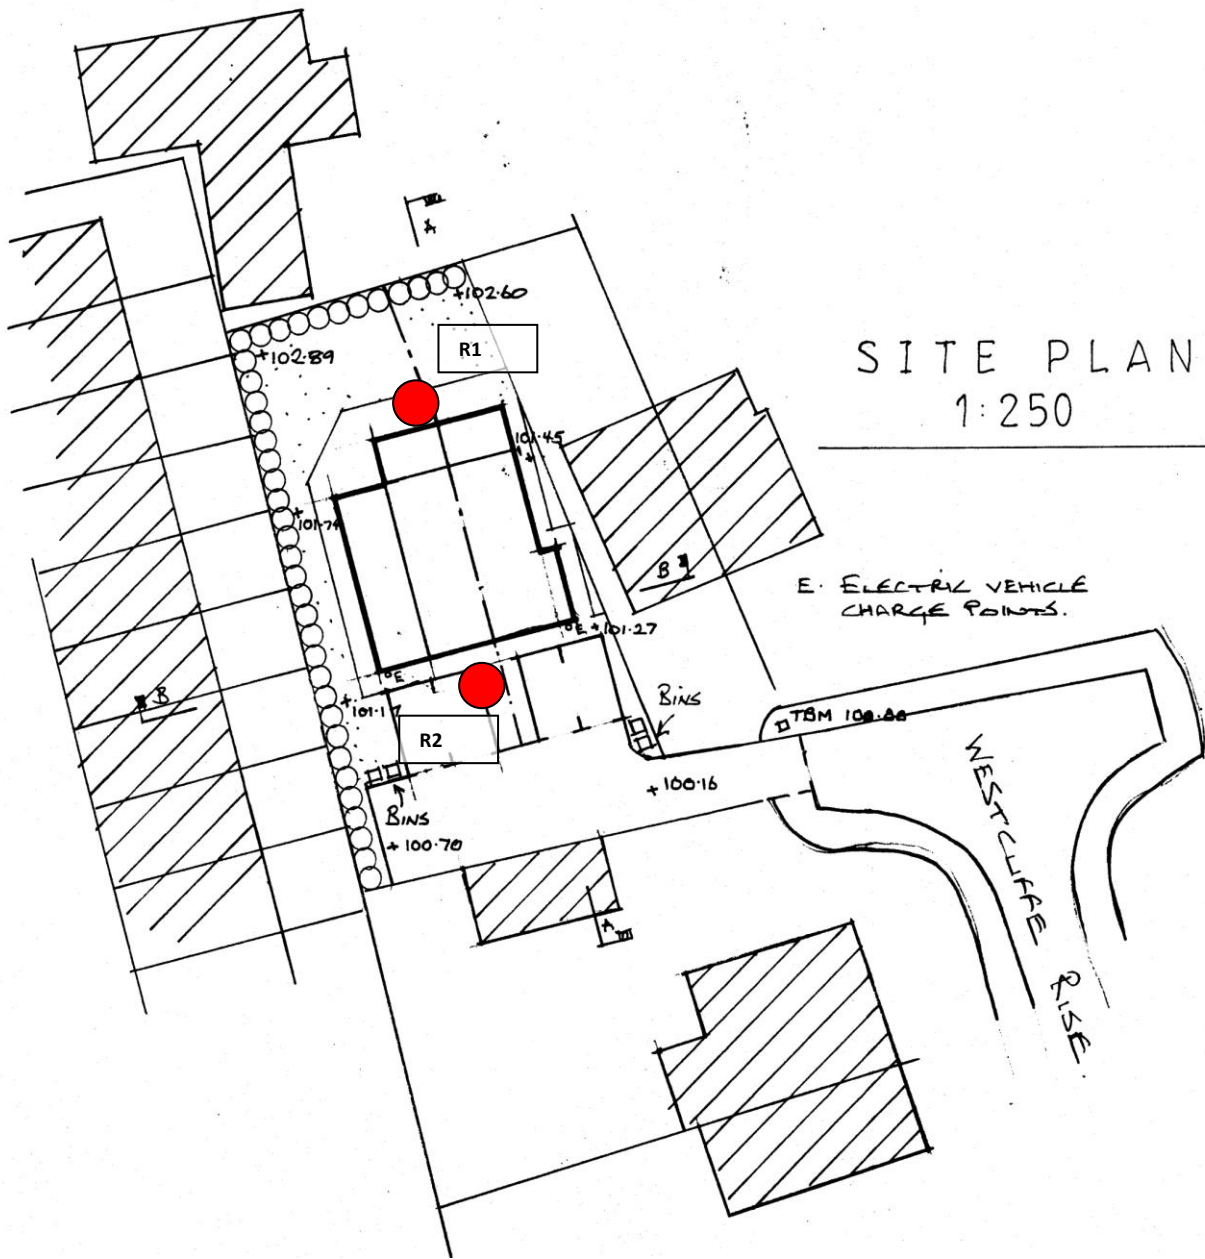 A
+102.60
R1
+102.89
SITE PLAN
1:250
101.45
+101.74
B
E. ELECTRIC VEHICLE
CHARGE POINTS.
E +101.27
E
B
BINS
+101.17
TBM 100.00
R2
+100.16
BINS
+100.70
WESTCLIFFE RISE.
A